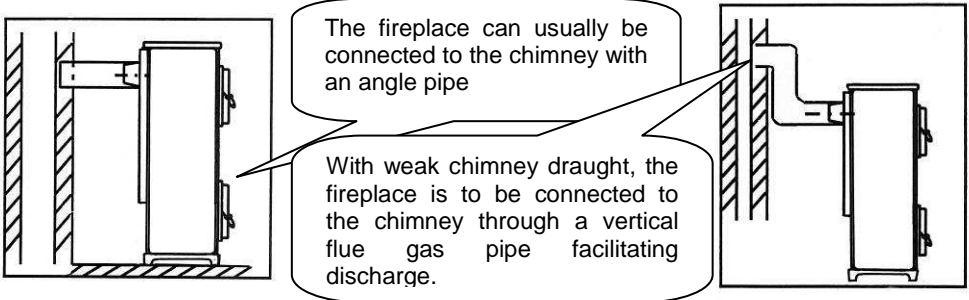 The fireplace can usually be
connected to the chimney with
an angle pipe
With weak chimney draught, the
fireplace is to be connected to
the chimney through a vertical
flue gas pipe facilitating
discharge.